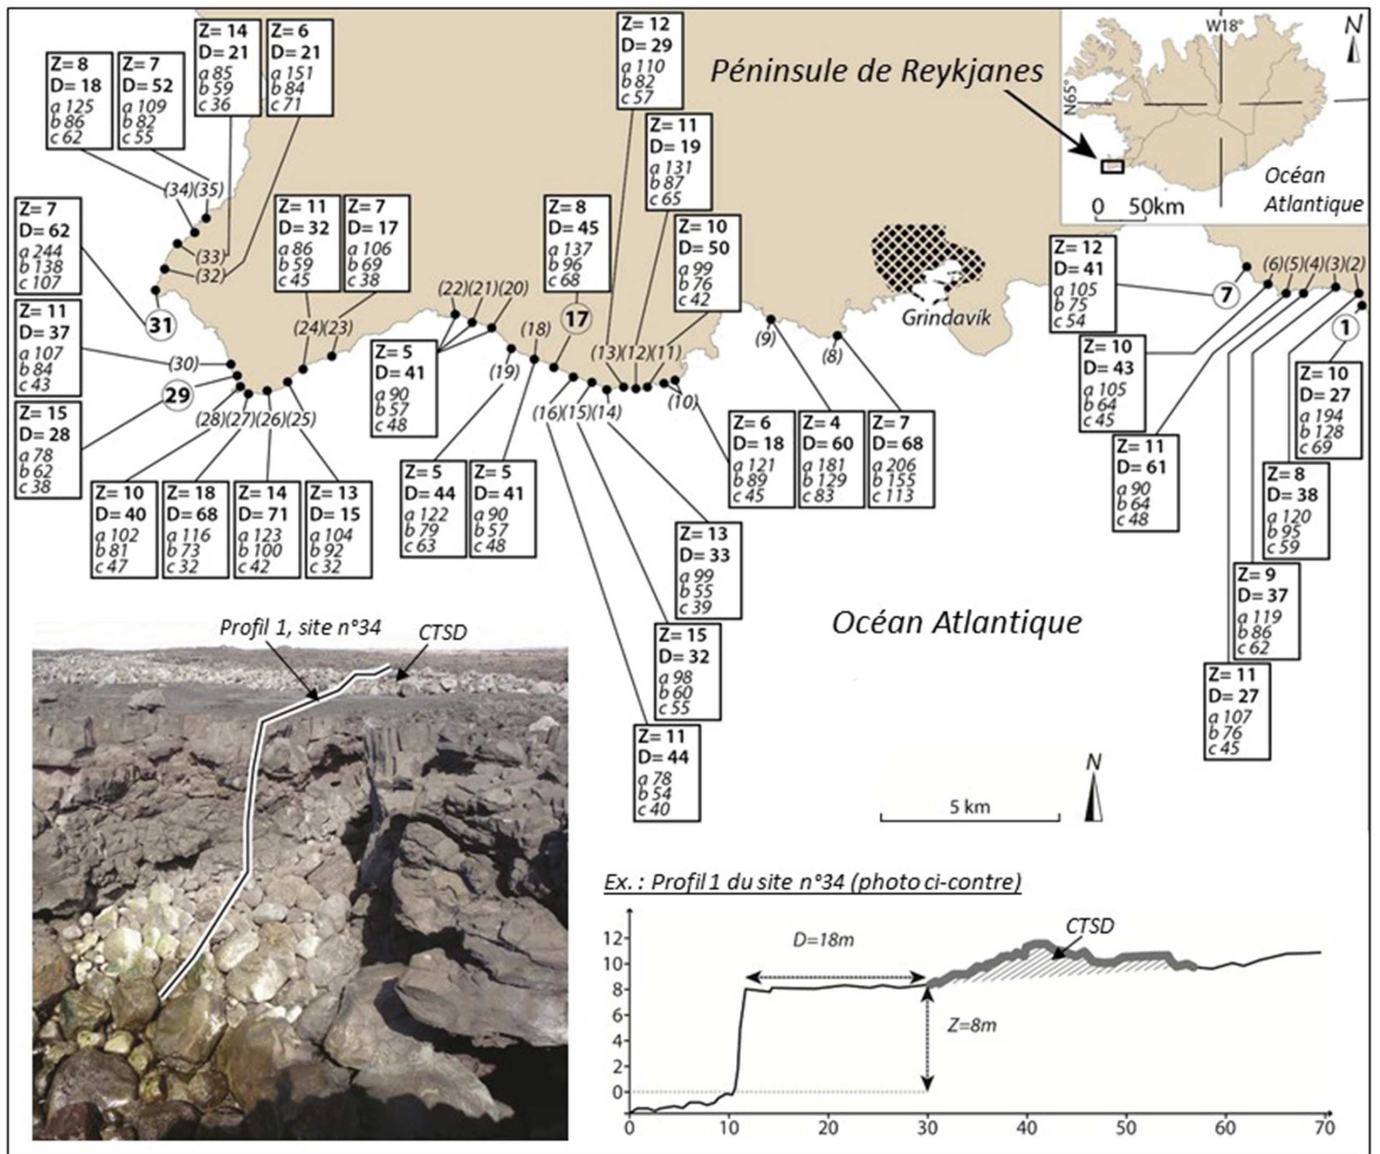 Z= 14
D= 21
a 85
b 59
c 36
Z= 6
D= 21
a 151
b 84
c 71
Z= 8
D= 18
a 125
b 86
c 62
Z= 7
D= 52
a 109
b 82
c 55
Z= 12
D= 29
a 110
b 82
c 57
Péninsule de Reykjanes
W18°
N
N65°
0 50km
Océan
Atlantique
Z= 11
D= 19
a 131
b 87
c 65
(34)(35)
(33)
(32)
Z= 7
D= 62
a 244
b 138
c 107
31
Z= 11
D= 32
a 86
b 59
c 45
Z= 7
D= 17
a 106
b 69
c 38
Z= 8
D= 45
a 137
b 96
c 68
Z= 10
D= 50
a 99
b 76
c 42
(24)(23)
(22)(21)(20)
(18)
17
(13)(12)(11)
(9)
(8)
Grindavík
Z= 12
D= 41
a 105
b 75
c 54
7
(6)(5)(4)(3)(2)
1
Z= 11
D= 37
a 107
b 84
c 43
(30)
29
Z= 15
D= 28
a 78
b 62
c 38
(28)(27)(26)(25)
Z= 5
D= 41
a 90
b 57
c 48
(19)
(16)(15)(14)
(10)
Z= 10
D= 43
a 105
b 64
c 45
Z= 10
D= 27
a 194
b 128
c 69
Z= 10
D= 40
a 102
b 81
c 47
Z= 18
D= 68
a 116
b 73
c 32
Z= 14
D= 71
a 123
b 100
c 42
Z= 13
D= 15
a 104
b 92
c 32
Z= 5
D= 44
a 122
b 79
c 63
Z= 5
D= 41
a 90
b 57
c 48
Z= 6
D= 18
a 121
b 89
c 45
Z= 4
D= 60
a 181
b 129
c 83
Z= 7
D= 68
a 206
b 155
c 113
Z= 11
D= 61
a 90
b 64
c 48
Z= 8
D= 38
a 120
b 95
c 59
Z= 13
D= 33
a 99
b 55
c 39
Z= 9
D= 37
a 119
b 86
c 62
Z= 15
D= 32
a 98
b 60
c 55
Z= 11
D= 27
a 107
b 76
c 45
Z= 11
D= 44
a 78
b 54
c 40
Océan Atlantique
5 km
N
Profil 1, site n°34
CTSD
Ex. : Profil 1 du site n°34 (photo ci-contre)
CTSD
D=18m
Z=8m
12
10
8
6
4
2
0
0 10 20 30 40 50 60 70